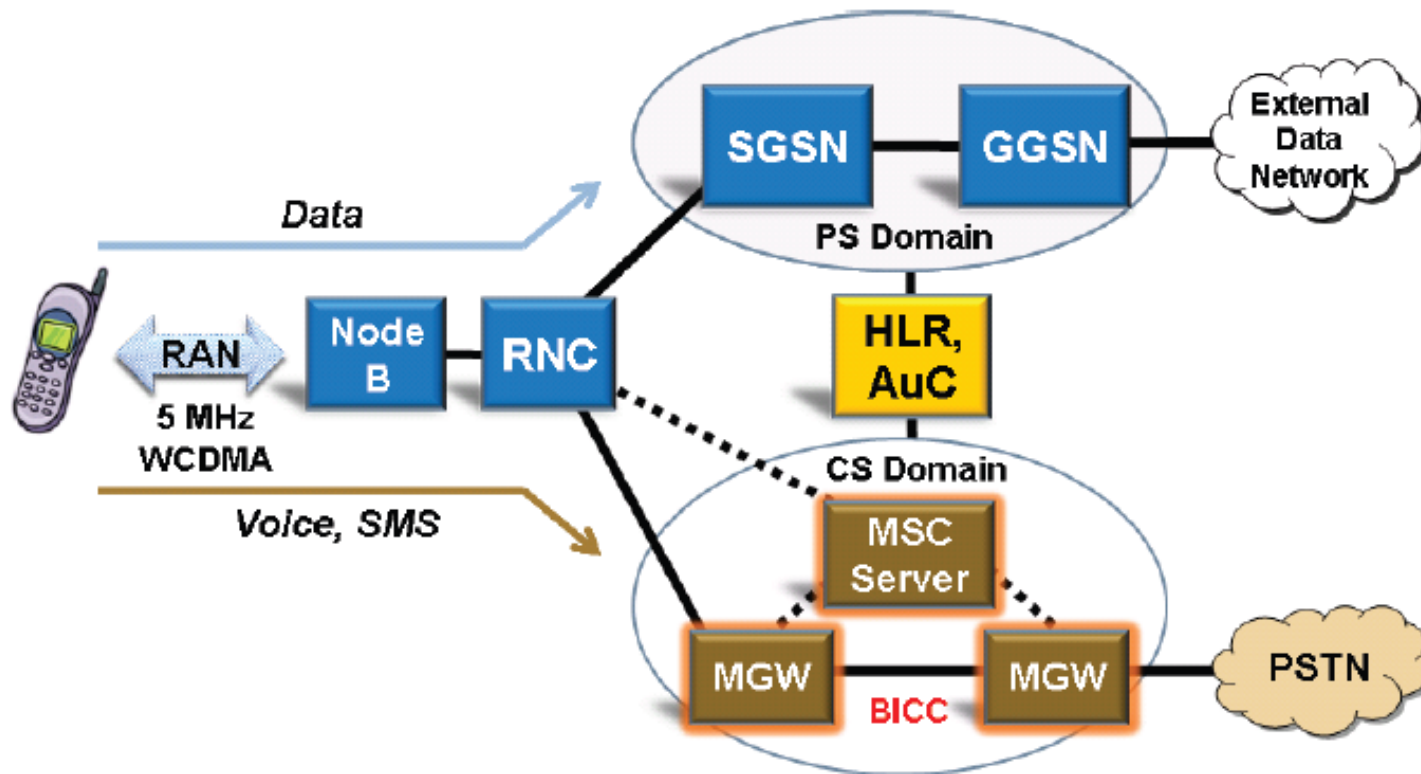 SGSN
GGSN
External
Data
Network
Data
PS Domain
RAN
Node
B
RNC
HLR,
AuC
5 MHz
WCDMA
CS Domain
Voice, SMS
MSC
Server
MGW
MGW
BICC
PSTN